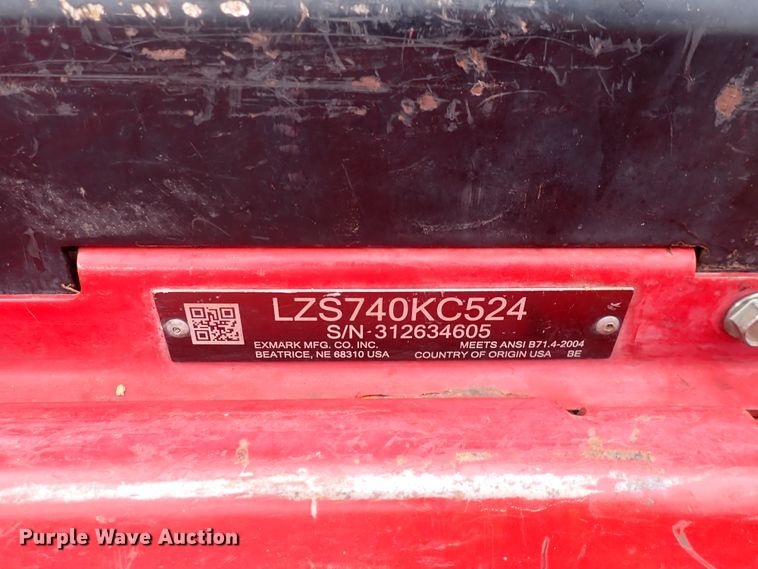 LZS740KC524
S/N 312634605
EXMARK MFG. CO. INC. MEETS ANSI B71.4-2004
BEATRICE, NE 68310 USA COUNTRY OF ORIGIN USA BE
Purple Wave Auction